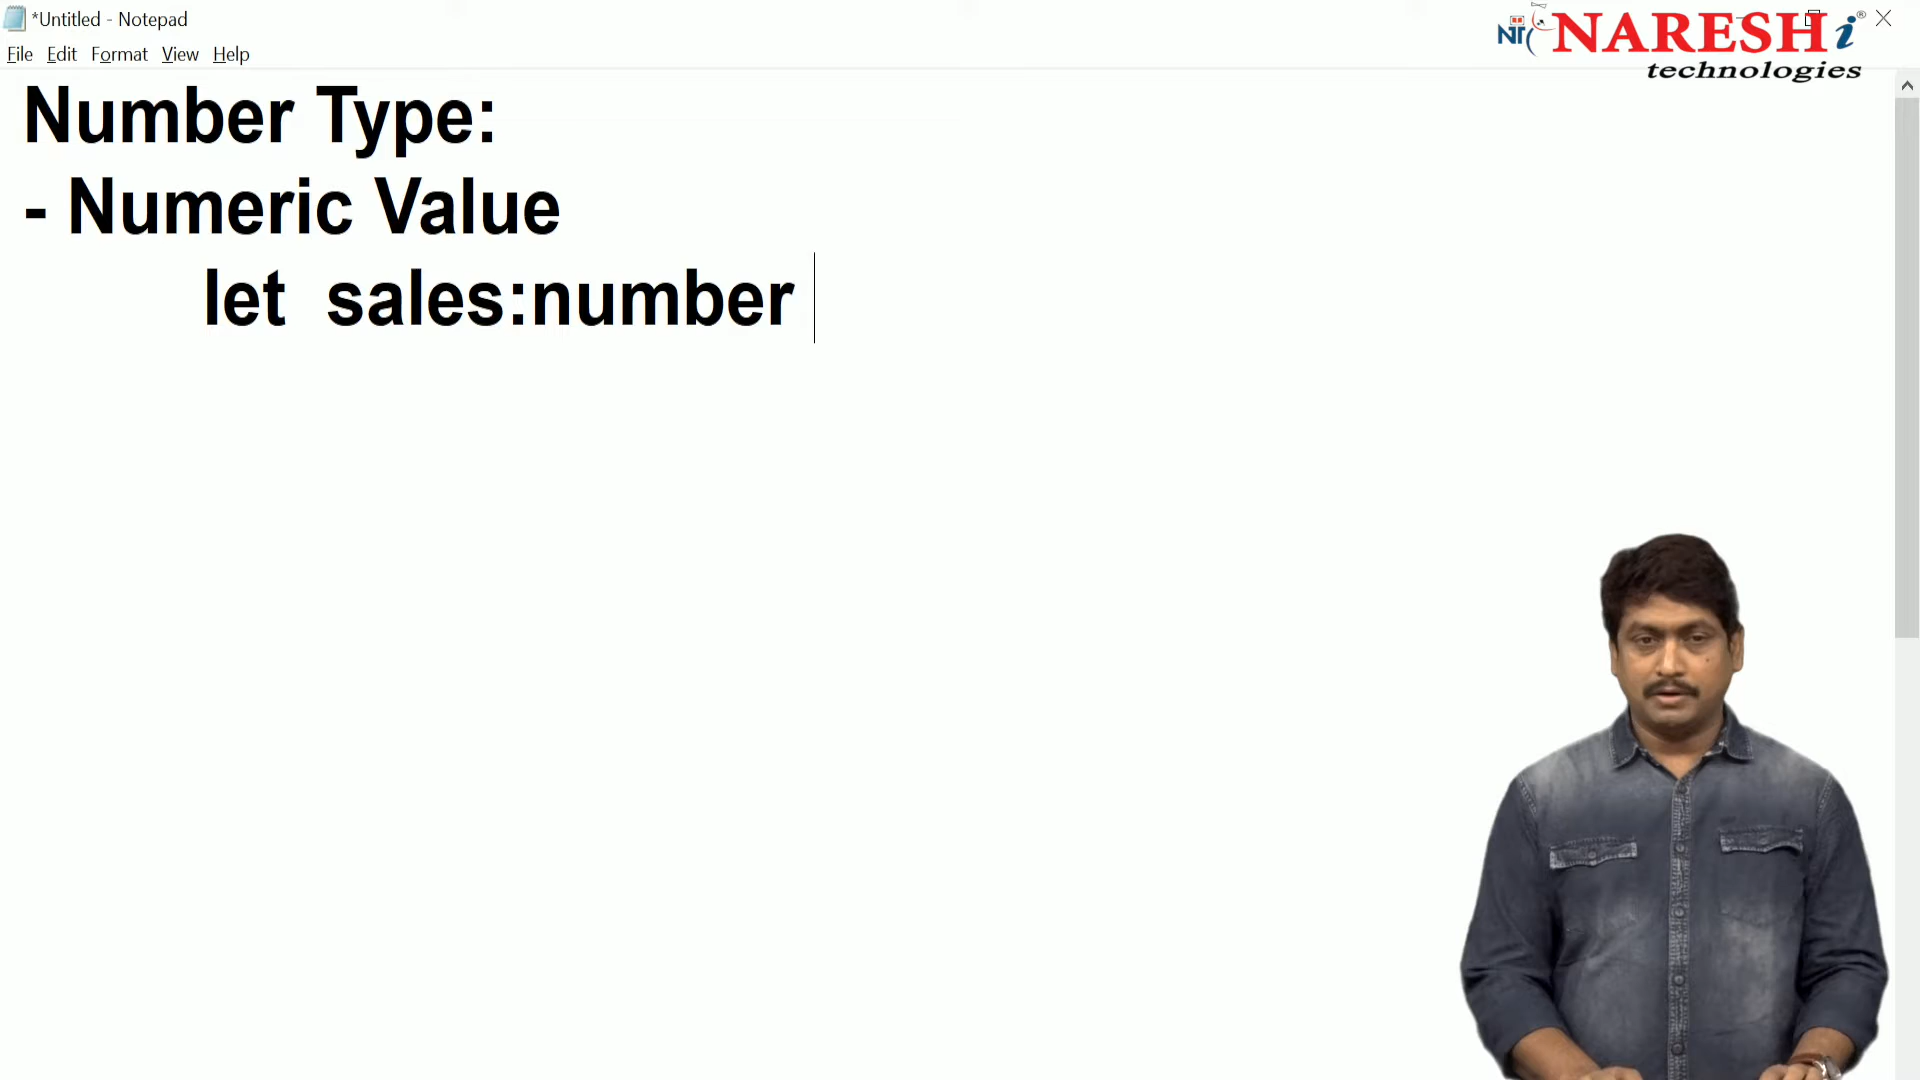 *Untitled - Notepad
File Edit Format View Help
NARESH i ®
technologies
Number Type:
- Numeric Value
let sales:number